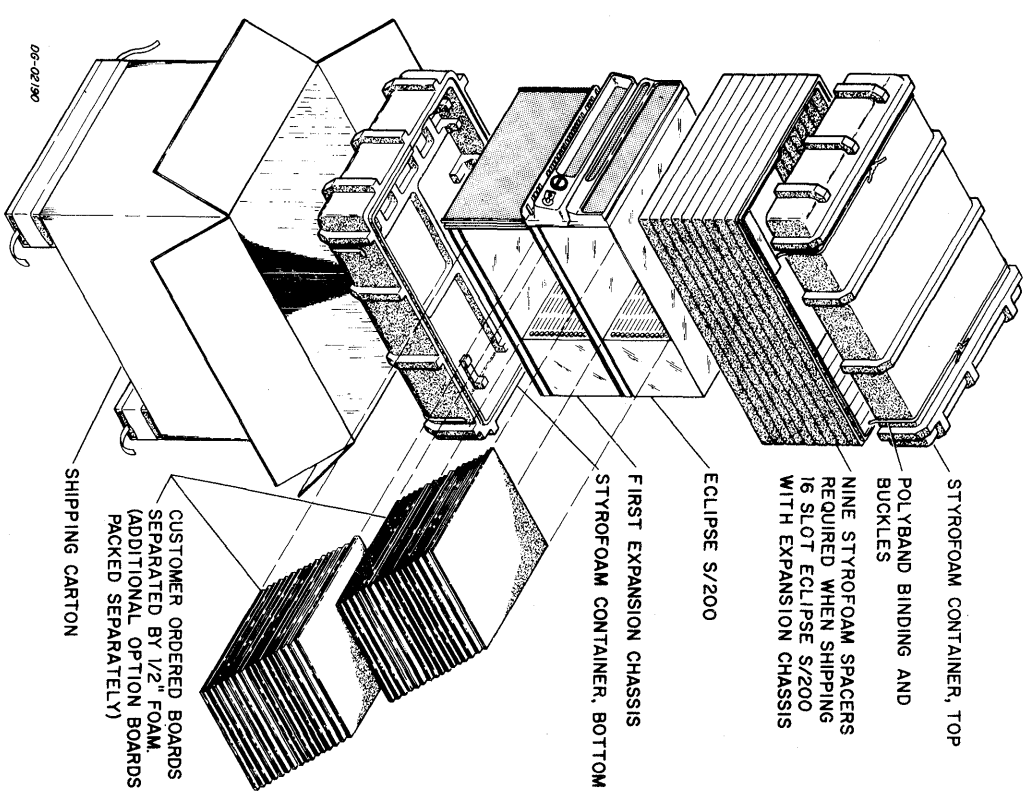 STYROFOAM CONTAINER, TOP
POLYBAND BINDING AND
BUCKLES
NINE STYROFOAM SPACERS
REQUIRED WHEN SHIPPING
16 SLOT ECLIPSE S/200
WITH EXPANSION CHASSIS
ECLIPSE S/200
FIRST EXPANSION CHASSIS
STYROFOAM CONTAINER, BOTTOM
CUSTOMER ORDERED BOARDS
SEPARATED BY 1/2" FOAM.
(ADDITIONAL OPTION BOARDS
PACKED SEPARATELY)
SHIPPING CARTON
DG-02190